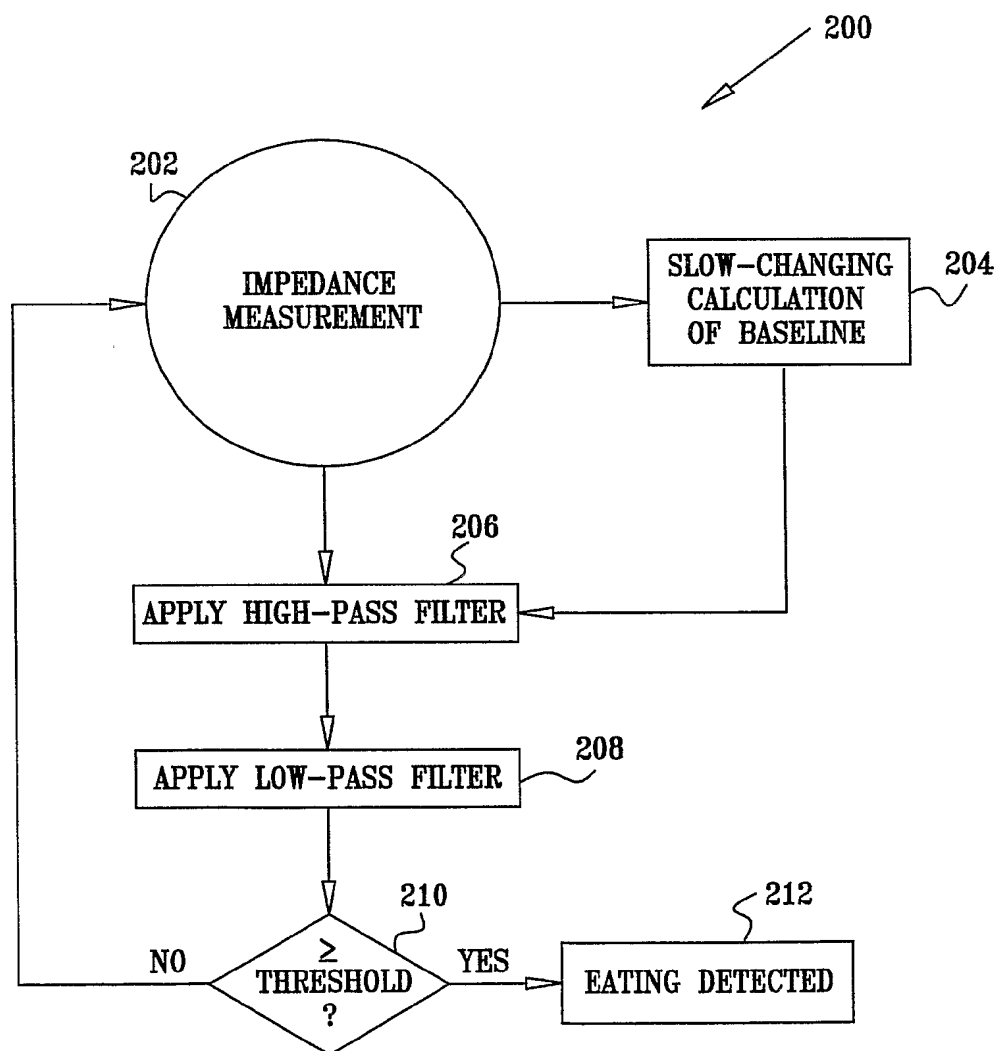 200
202
IMPEDANCE
MEASUREMENT
SLOW-CHANGING
CALCULATION
OF BASELINE
204
206
APPLY HIGH-PASS FILTER
APPLY LOW-PASS FILTER
208
210
NO
≥
THRESHOLD
?
YES
212
EATING DETECTED